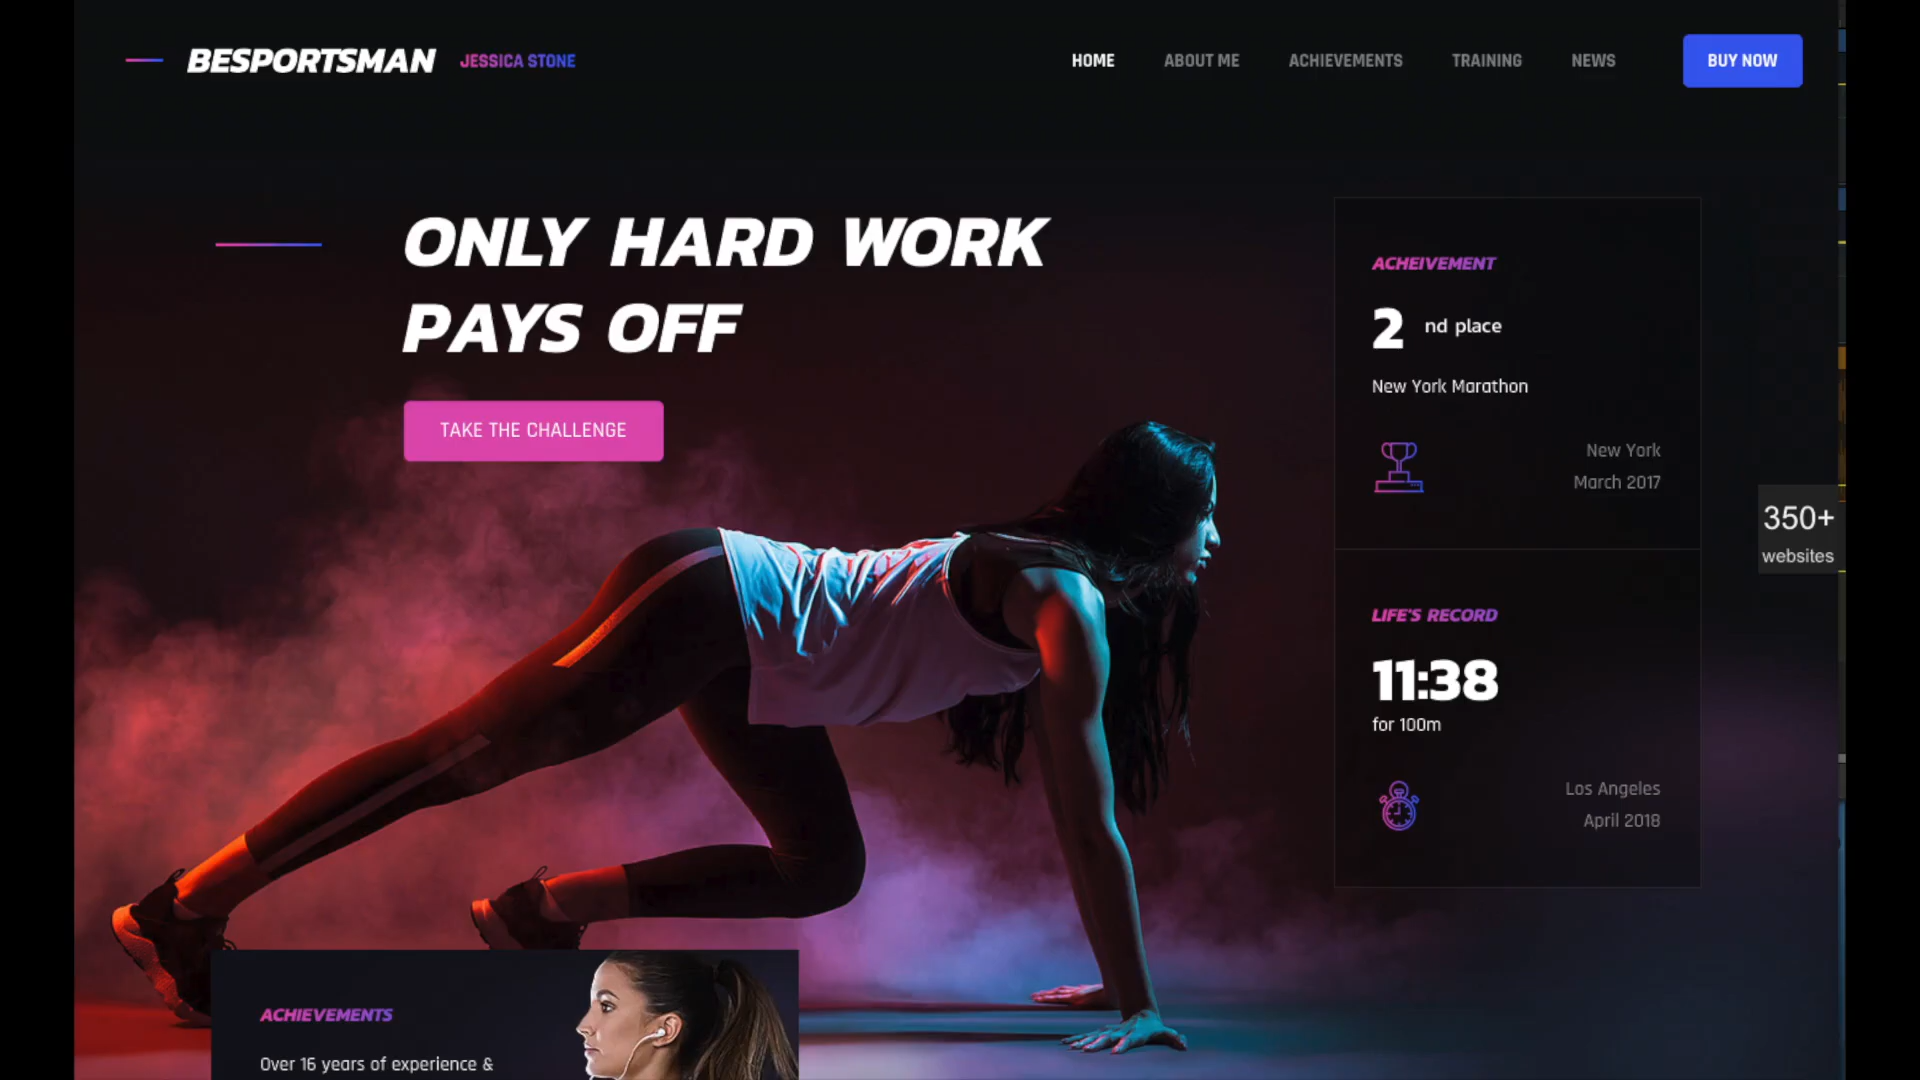 BESPORTSMAN JESSICA STONE
HOME ABOUT ME ACHIEVEMENTS TRAINING NEWS BUY NOW
ONLY HARD WORK
PAYS OFF
TAKE THE CHALLENGE
ACHEIVEMENT
2 nd place
New York Marathon
New York
March 2017
350+
websites
LIFE'S RECORD
11:38
for 100m
Los Angeles
April 2018
ACHIEVEMENTS
Over 16 years of experience &